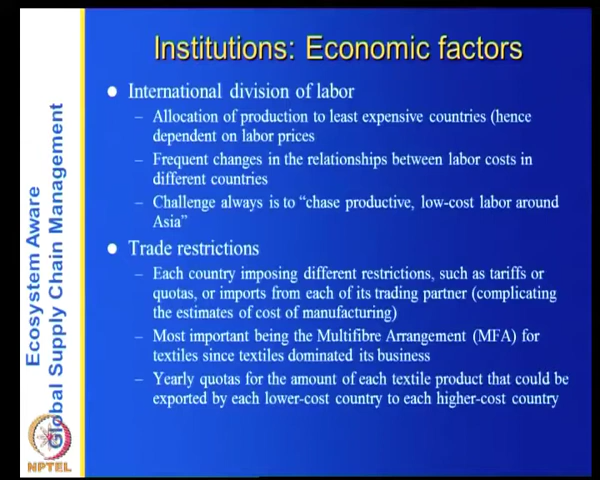 Institutions: Economic factors
International division of labor
– Allocation of production to least expensive countries (hence
dependent on labor prices
– Frequent changes in the relationships between labor costs in
different countries
– Challenge always is to “chase productive, low-cost labor around
Asia”
Trade restrictions
– Each country imposing different restrictions, such as tariffs or
quotas, or imports from each of its trading partner (complicating
the estimates of cost of manufacturing)
– Most important being the Multifibre Arrangement (MFA) for
textiles since textiles dominated its business
– Yearly quotas for the amount of each textile product that could be
exported by each lower-cost country to each higher-cost country
Ecosystem Aware
Global Supply Chain Management
NPTEL